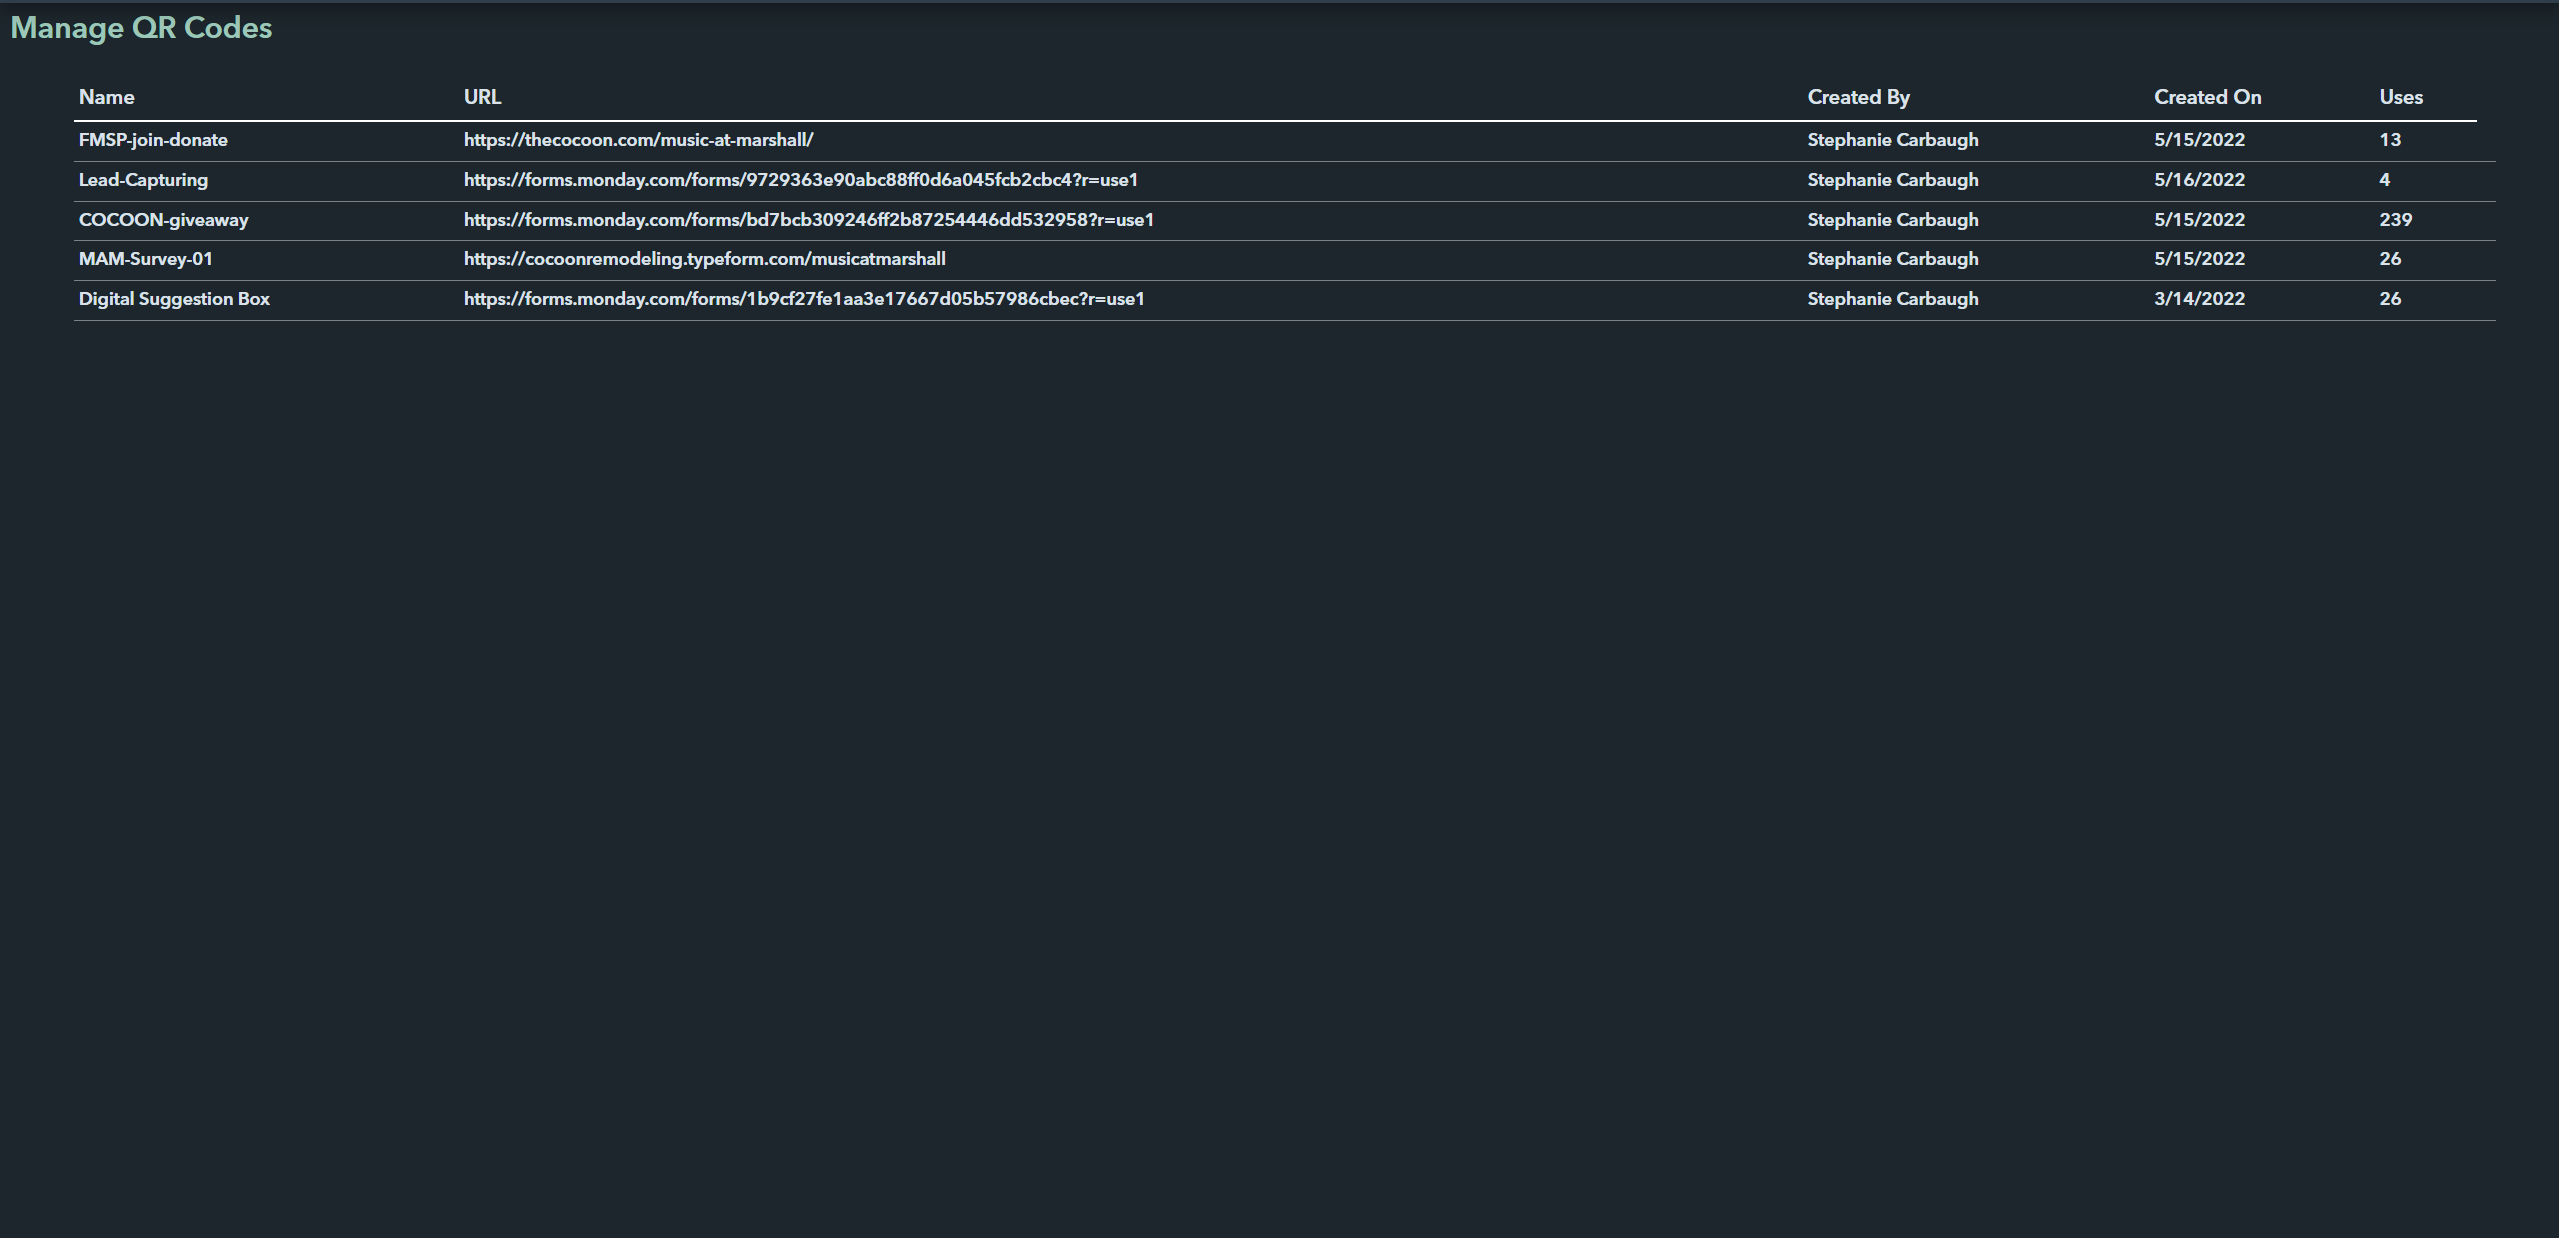 Manage QR Codes
Name URL Created By Created On Uses
FMSP-join-donate https://thecocoon.com/music-at-marshall/ Stephanie Carbaugh 5/15/2022 13
Lead-Capturing https://forms.monday.com/forms/9729363e90abc88ff0d6a045fcb2cbc4?r=use1 Stephanie Carbaugh 5/16/2022 4
COCOON-giveaway https://forms.monday.com/forms/bd7bcb309246ff2b87254446dd532958?r=use1 Stephanie Carbaugh 5/15/2022 239
MAM-Survey-01 https://cocoonremodeling.typeform.com/musicatmarshall Stephanie Carbaugh 5/15/2022 26
Digital Suggestion Box https://forms.monday.com/forms/1b9cf27fe1aa3e17667d05b57986cbec?r=use1 Stephanie Carbaugh 3/14/2022 26